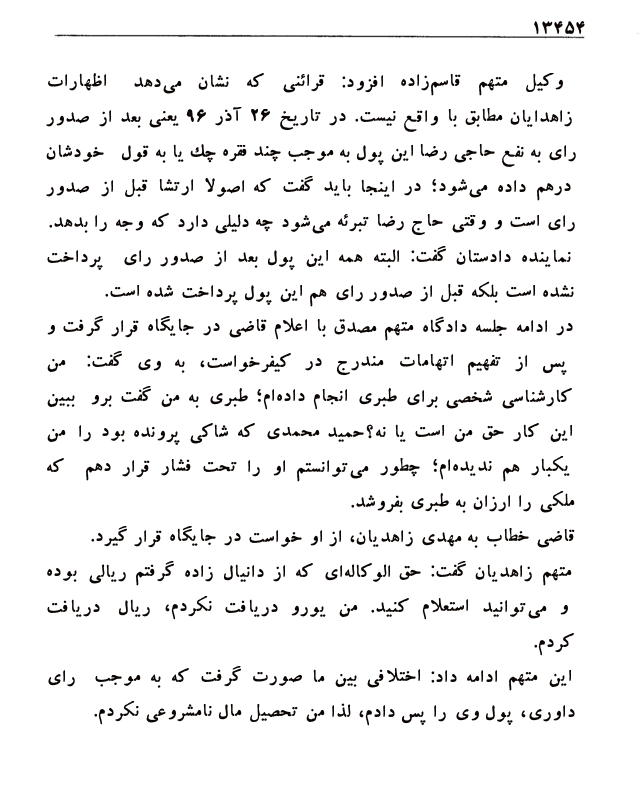 ۱۳۴۵۴
وکیل متهم قاسم‌زاده افزود: قرائنی که نشان می‌دهد اظهارات
زاهدایان مطابق با واقع نیست. در تاریخ ۲۶ آذر ۹۶ یعنی بعد از صدور
رای به نفع حاجی رضا این پول به موجب چند فقره چك یا به قول خودشان
درهم داده می‌شود؛ در اینجا باید گفت که اصولا ارتشا قبل از صدور
رای است و وقتی حاج رضا تبرئه می‌شود چه دلیلی دارد که وجه را بدهد.
نماینده دادستان گفت: البته همه این پول بعد از صدور رای پرداخت
نشده است بلکه قبل از صدور رای هم این پول پرداخت شده است.
در ادامه جلسه دادگاه متهم مصدق با اعلام قاضی در جایگاه قرار گرفت و
پس از تفهیم اتهامات مندرج در کیفرخواست، به وی گفت: من
کارشناسی شخصی برای طبری انجام داده‌ام؛ طبری به من گفت برو ببین
این کار حق من است یا نه؟حمید محمدی که شاکی پرونده بود را من
یکبار هم ندیده‌ام؛ چطور می‌توانستم او را تحت فشار قرار دهم که
ملکی را ارزان به طبری بفروشد.
قاضی خطاب به مهدی زاهدیان، از او خواست در جایگاه قرار گیرد.
متهم زاهدیان گفت: حق الوکاله‌ای که از دانیال زاده گرفتم ریالی بوده
و می‌توانید استعلام کنید. من یورو دریافت نکردم، ریال دریافت
کردم.
این متهم ادامه داد: اختلافی بین ما صورت گرفت که به موجب رای
داوری، پول وی را پس دادم، لذا من تحصیل مال نامشروعی نکردم.